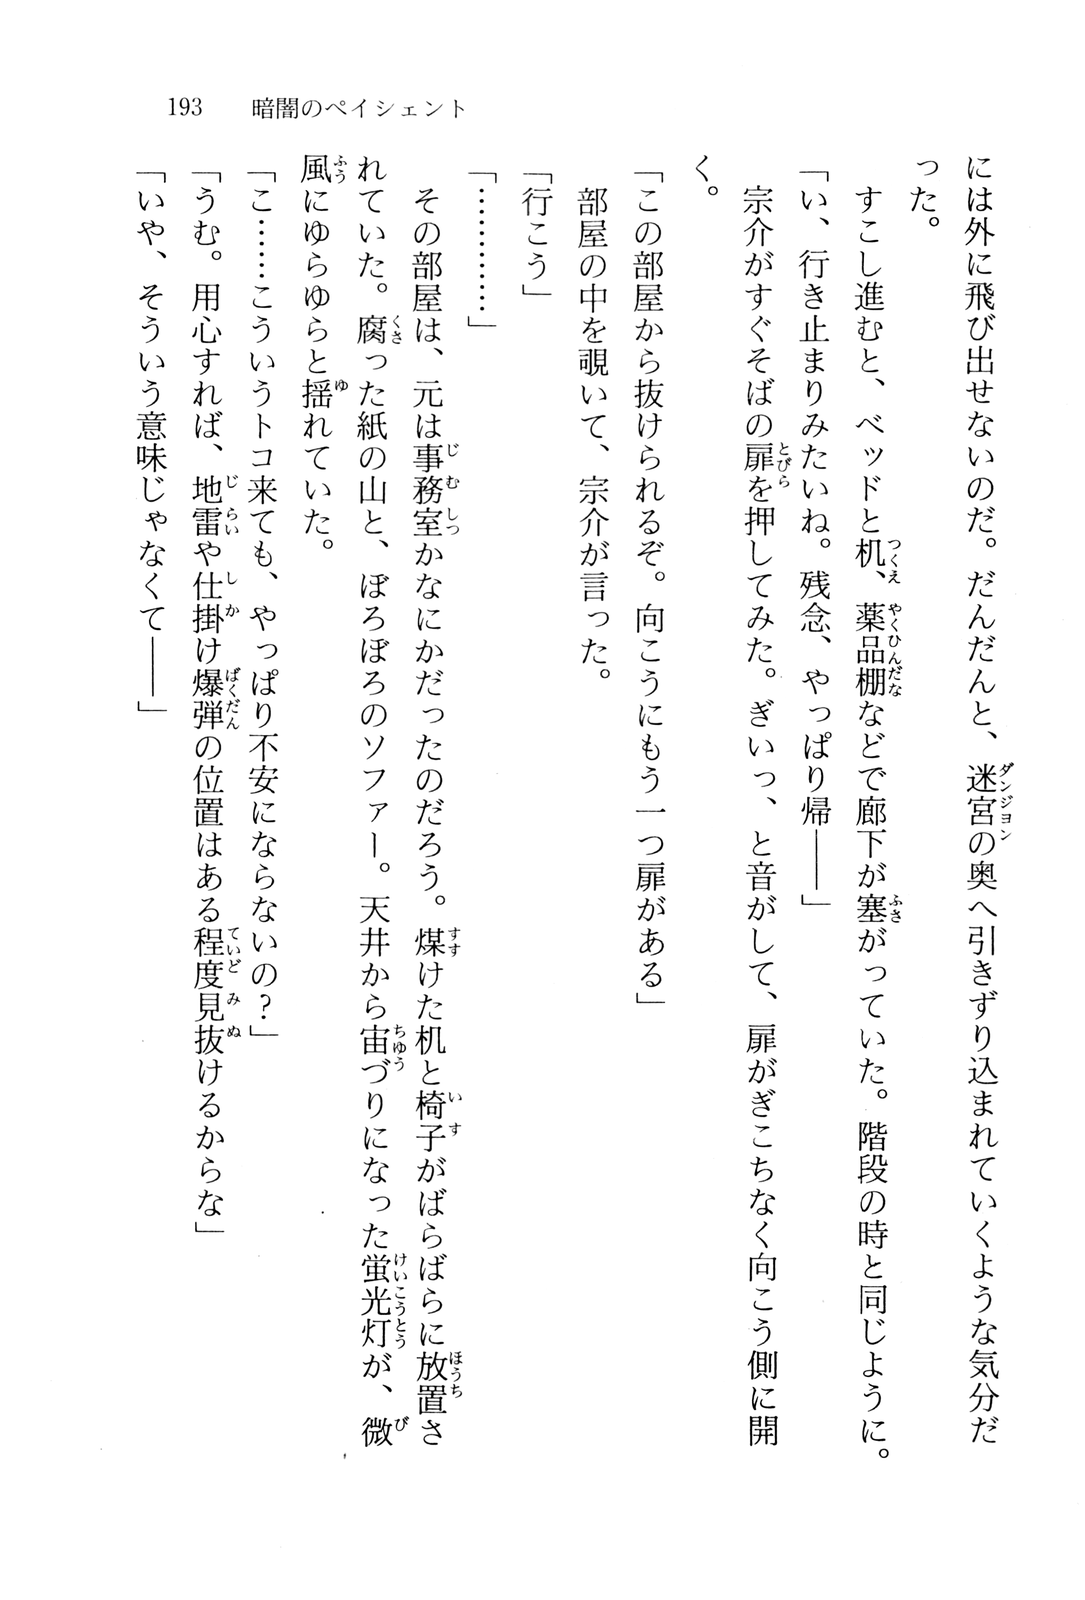 193　暗闇のペイシェント
には外に飛び出せないのだ。だんだんと、迷宮の奥へ引きずり込まれていくような気分だ
った。
　すこし進むと、ベッドと机、薬品棚などで廊下が塞がっていた。階段の時と同じように。
「い、行き止まりみたいね。残念、やっぱり帰――」
　宗介がすぐそばの扉を押してみた。ぎいっ、と音がして、扉がぎこちなく向こう側に開
く。
「この部屋から抜けられるぞ。向こうにもう一つ扉がある」
　部屋の中を覗いて、宗介が言った。
「行こう」
「…………」
　その部屋は、元は事務室かなにかだったのだろう。煤けた机と椅子がばらばらに放置さ
れていた。腐った紙の山と、ぼろぼろのソファー。天井から宙づりになった蛍光灯が、微
風にゆらゆらと揺れていた。
「こ……こういうトコ来ても、やっぱり不安にならないの？」
「うむ。用心すれば、地雷や仕掛け爆弾の位置はある程度見抜けるからな」
「いや、そういう意味じゃなくて――」